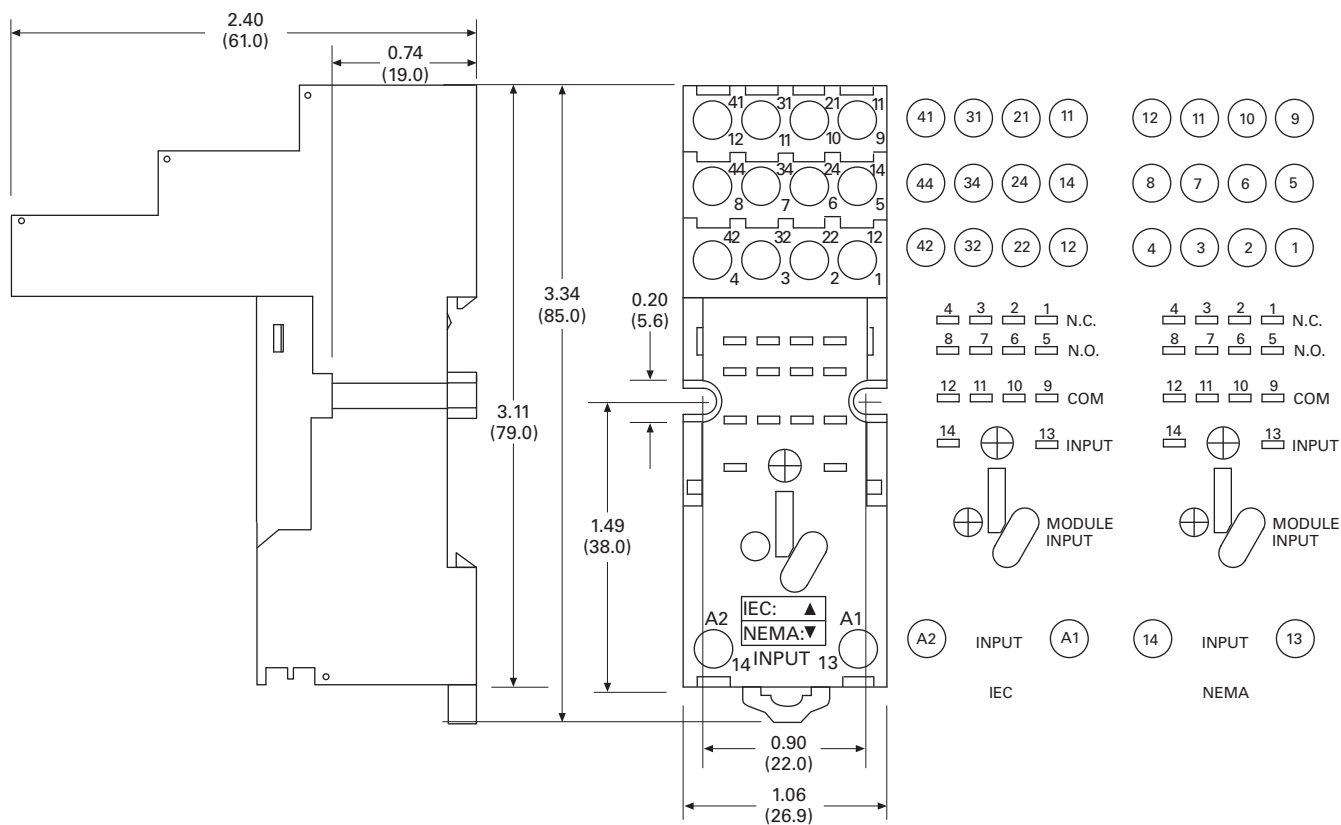 2.40
(61.0)
0.74
(19.0)
3.34
(85.0)
3.11
(79.0)
0.20
(5.6)
1.49
(38.0)
0.90
(22.0)
1.06
(26.9)
41 31 21 11
12 11 10 9
44 34 24 14
8 7 6 5
42 32 22 12
4 3 2 1
IEC: ▲
NEMA:▼
A2 A1
14 INPUT 13
41 31 21 11
44 34 24 14
42 32 22 12
4 3 2 1 N.C.
8 7 6 5 N.O.
12 11 10 9 COM
14 13 INPUT
MODULE
INPUT
A2 INPUT A1
IEC
12 11 10 9
8 7 6 5
4 3 2 1
4 3 2 1 N.C.
8 7 6 5 N.O.
12 11 10 9 COM
14 13 INPUT
MODULE
INPUT
14 INPUT 13
NEMA